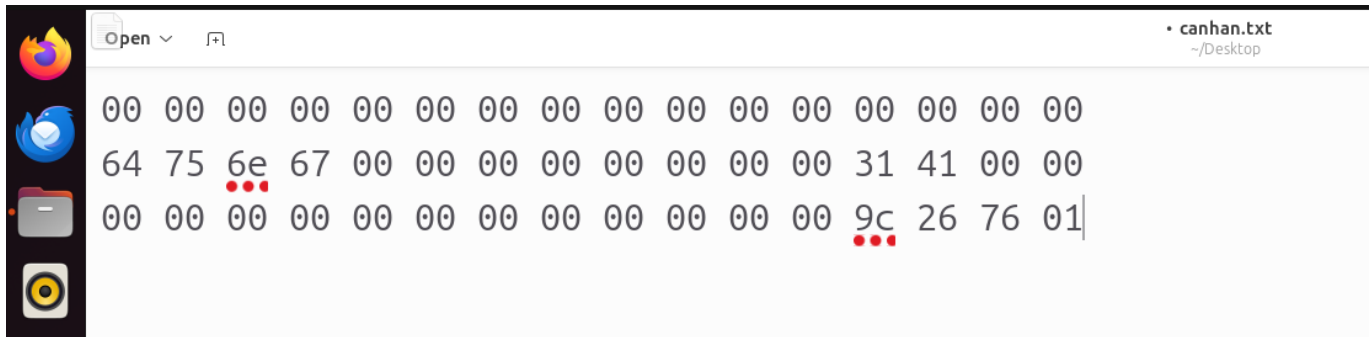 Open
• canhan.txt
~/Desktop
00 00 00 00 00 00 00 00 00 00 00 00 00 00 00 00
64 75 6e 67 00 00 00 00 00 00 00 00 31 41 00 00
00 00 00 00 00 00 00 00 00 00 00 00 9c 26 76 01